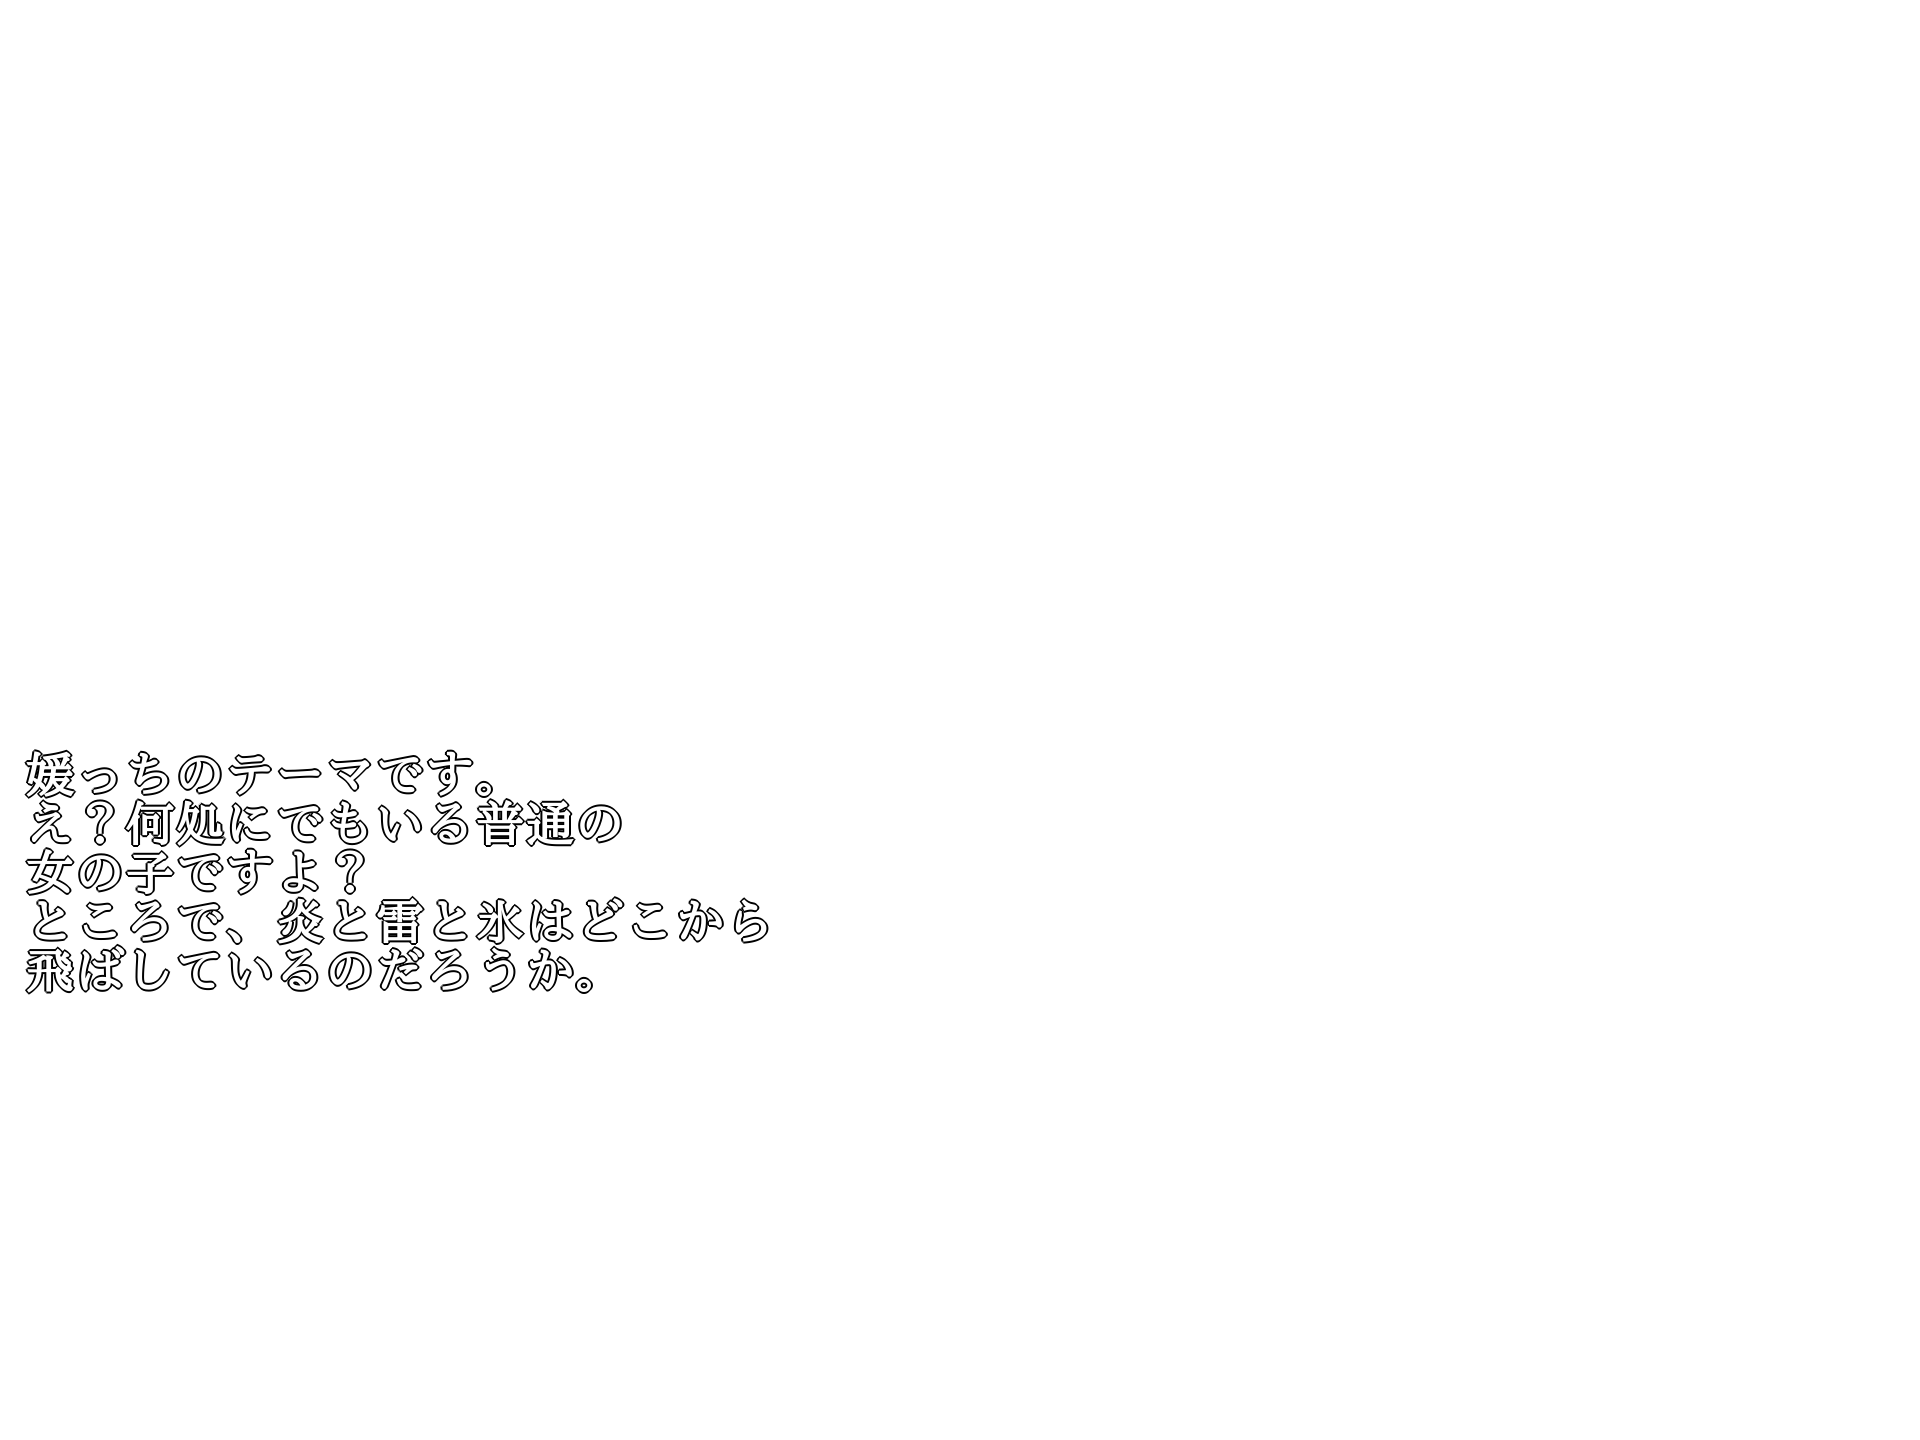 媛っちのテーマです。
え？何処にでもいる普通の
女の子ですよ？
ところで、炎と雷と氷はどこから
飛ばしているのだろうか。